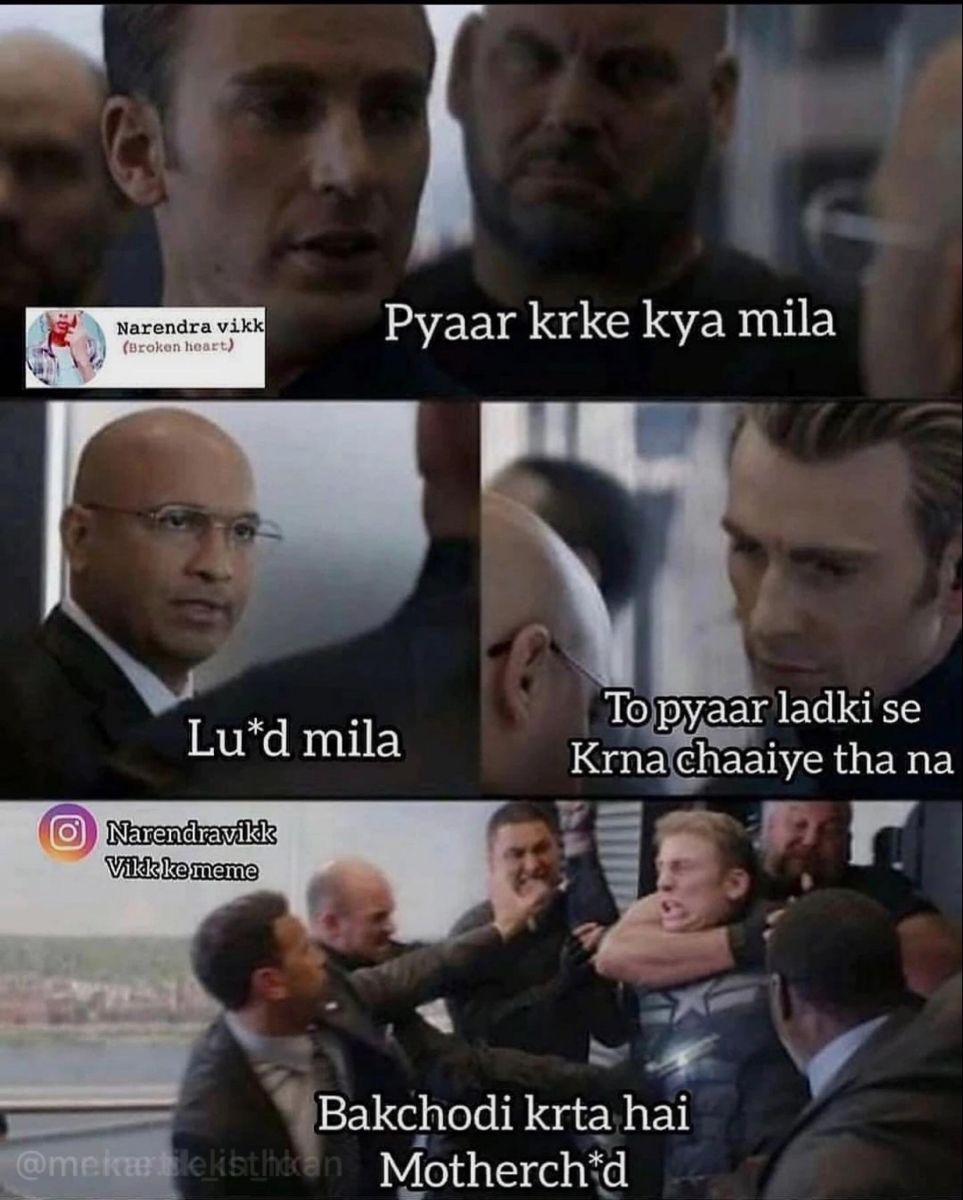 Pyaar krke kya mila
Narendra vikk
(Broken heart)
Lu*d mila
To pyaar ladki se
Krna chaaiye tha na
Narendravikk
Vikk ke meme
Bakchodi krta hai
Motherch*d